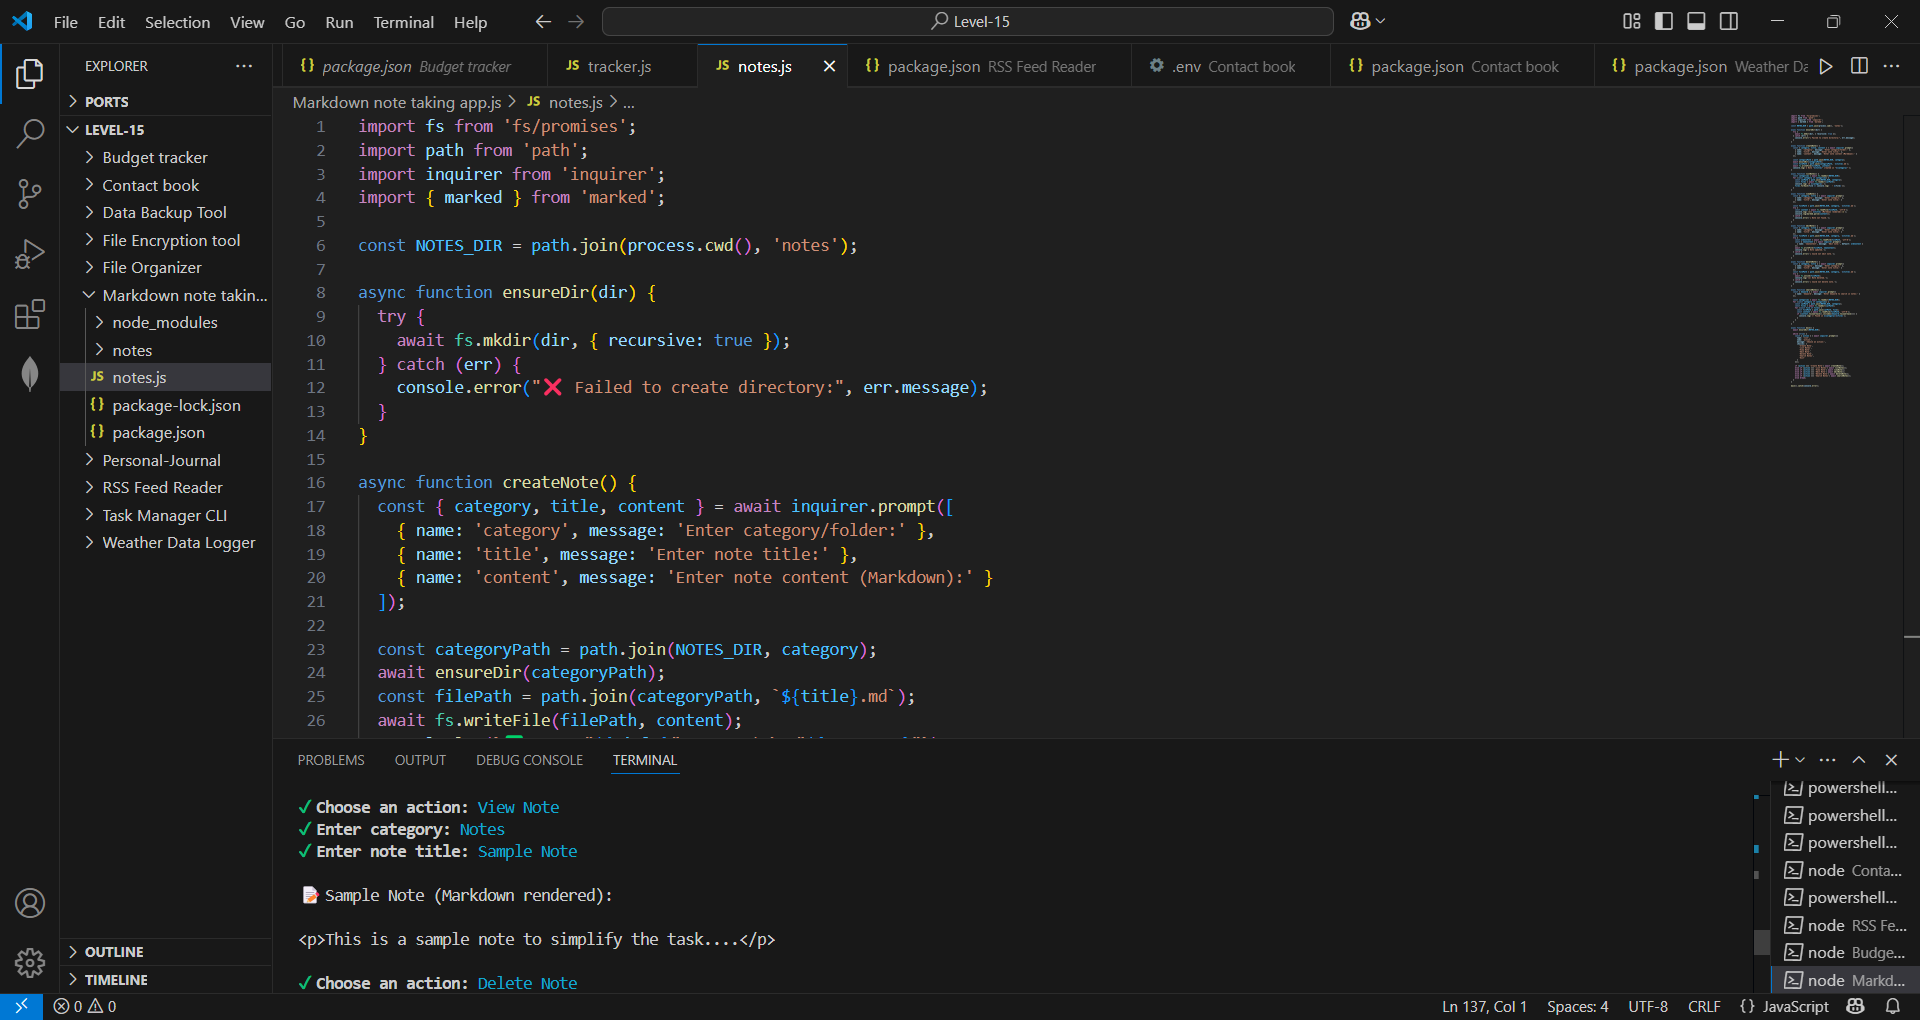 File Edit Selection View Go Run Terminal Help
Level-15
EXPLORER
PORTS
LEVEL-15
Budget tracker
Contact book
Data Backup Tool
File Encryption tool
File Organizer
Markdown note takin...
node_modules
notes
JS notes.js
{} package-lock.json
{} package.json
Personal-Journal
RSS Feed Reader
Task Manager CLI
Weather Data Logger
OUTLINE
TIMELINE
{} package.json Budget tracker
JS tracker.js
JS notes.js
{} package.json RSS Feed Reader
.env Contact book
{} package.json Contact book
{} package.json Weather Da
Markdown note taking app.js > JS notes.js > ...
1 import fs from 'fs/promises';
2 import path from 'path';
3 import inquirer from 'inquirer';
4 import { marked } from 'marked';
5
6 const NOTES_DIR = path.join(process.cwd(), 'notes');
7
8 async function ensureDir(dir) {
9 try {
10 await fs.mkdir(dir, { recursive: true });
11 } catch (err) {
12 console.error("❌ Failed to create directory:", err.message);
13 }
14 }
15
16 async function createNote() {
17 const { category, title, content } = await inquirer.prompt([
18 { name: 'category', message: 'Enter category/folder:' },
19 { name: 'title', message: 'Enter note title:' },
20 { name: 'content', message: 'Enter note content (Markdown):' }
21 ]);
22
23 const categoryPath = path.join(NOTES_DIR, category);
24 await ensureDir(categoryPath);
25 const filePath = path.join(categoryPath, `${title}.md`);
26 await fs.writeFile(filePath, content);
PROBLEMS OUTPUT DEBUG CONSOLE TERMINAL
✔ Choose an action: View Note
✔ Enter category: Notes
✔ Enter note title: Sample Note
📝 Sample Note (Markdown rendered):
<p>This is a sample note to simplify the task....</p>
✔ Choose an action: Delete Note
powershell...
powershell...
powershell...
node Conta...
powershell...
node RSS Fe...
node Budge...
node Markd...
0 0
Ln 137, Col 1 Spaces: 4 UTF-8 CRLF {} JavaScript